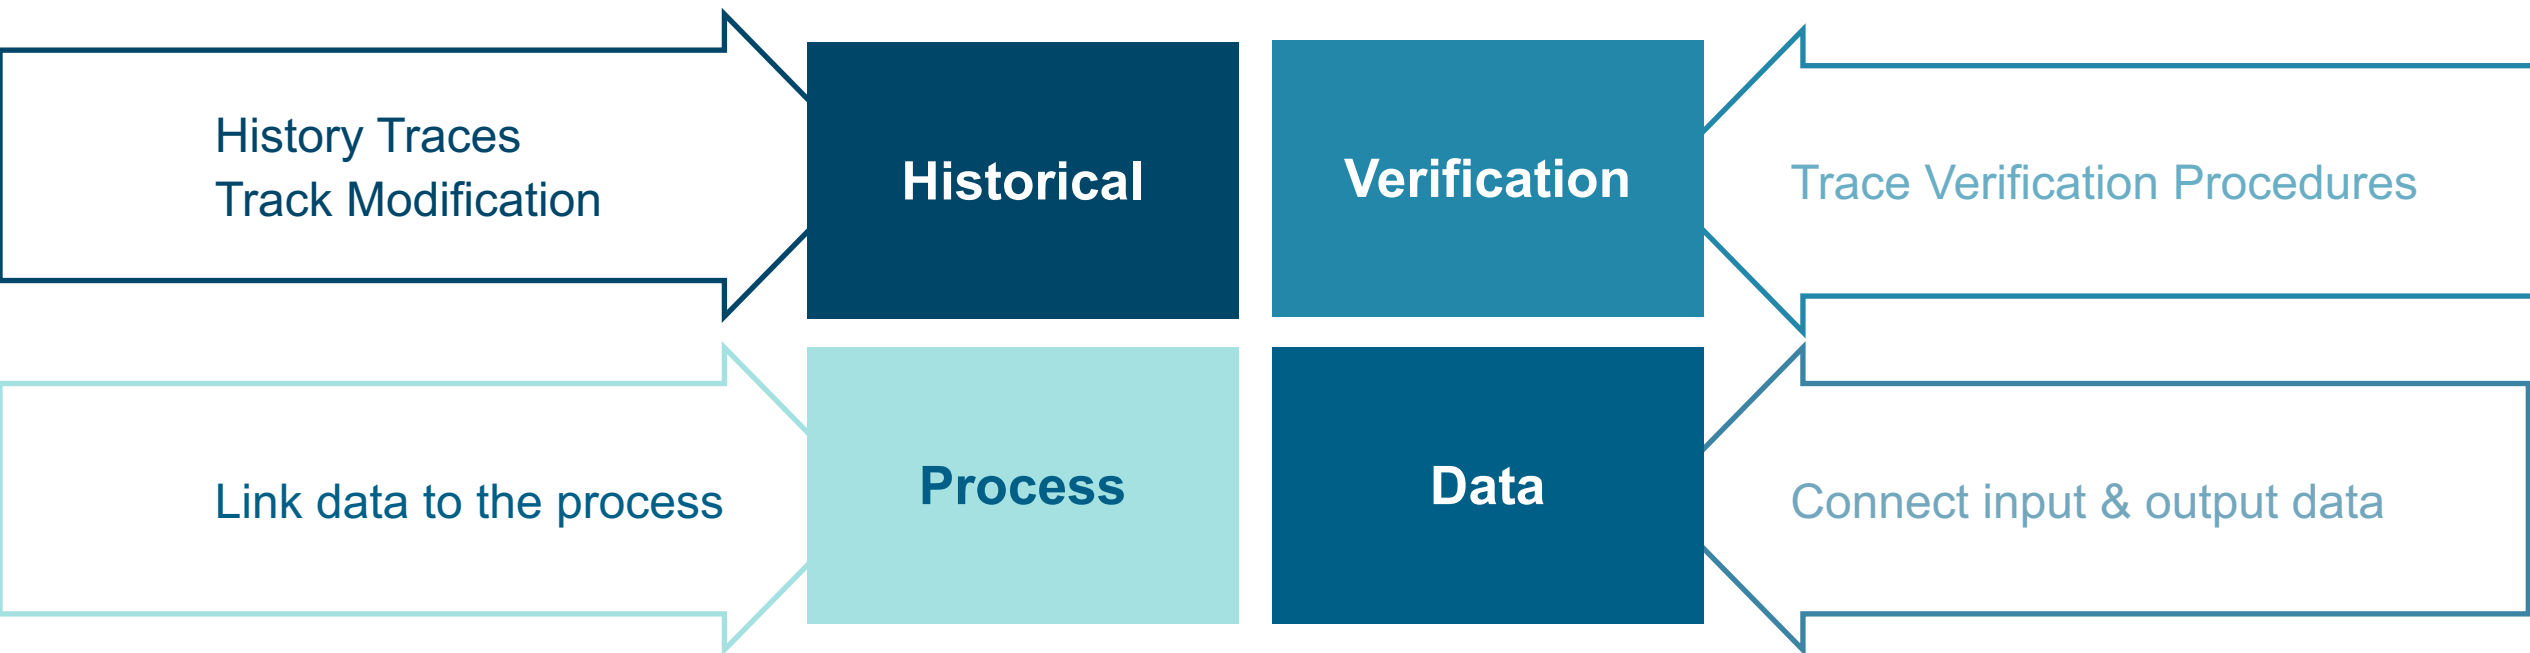 History Traces
Track Modification
Historical
Verification
Trace Verification Procedures
Link data to the process
Process
Data
Connect input & output data